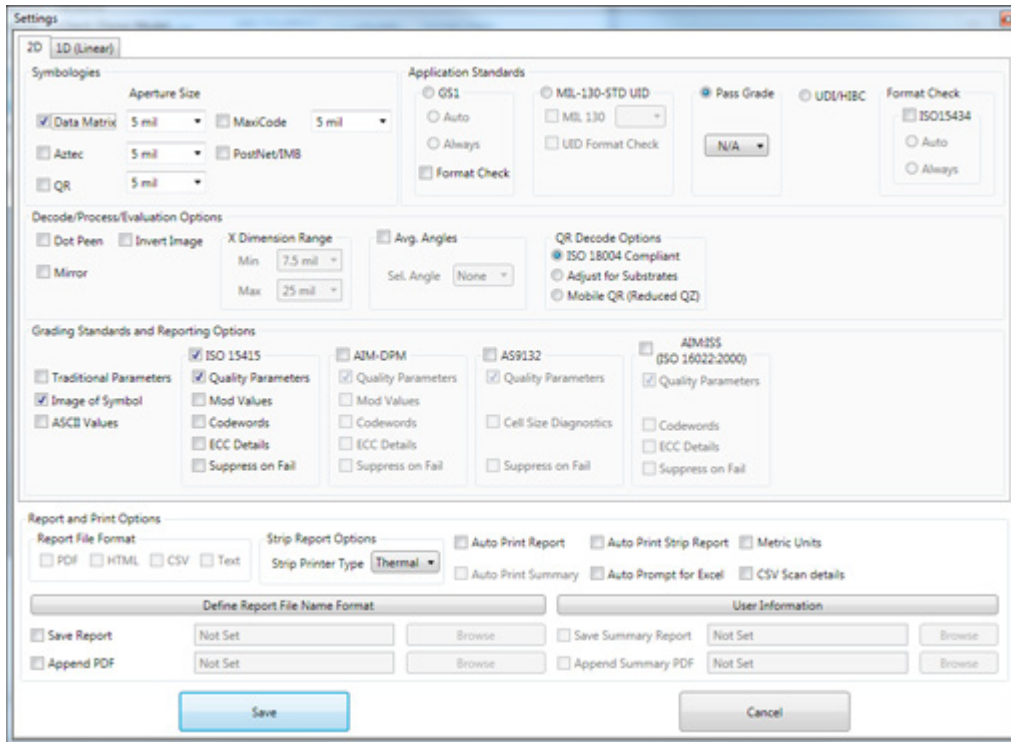 Settings
2D 1D (Linear)
Symbologies
Aperture Size
Data Matrix 5 mil MaxiCode 5 mil
Aztec 5 mil PostNet/IMB
QR 5 mil
Application Standards
GS1
Auto
Always
Format Check
MIL-130-STD UID
MIL 130
UID Format Check
Pass Grade
N/A
UDI/HIBC
Format Check
ISO15434
Auto
Always
Decode/Process/Evaluation Options
Dot Peen Invert Image
Mirror
X Dimension Range
Min 7.5 mil
Max 25 mil
Avg. Angles
Sel. Angle None
QR Decode Options
ISO 18004 Compliant
Adjust for Substrates
Mobile QR (Reduced QZ)
Grading Standards and Reporting Options
Traditional Parameters
Image of Symbol
ASCII Values
ISO 15415
Quality Parameters
Mod Values
Codewords
ECC Details
Suppress on Fail
AIM-DPM
Quality Parameters
Mod Values
Codewords
ECC Details
Suppress on Fail
AS9132
Quality Parameters
Cell Size Diagnostics
Suppress on Fail
AIM:ISS
(ISO 16022:2000)
Quality Parameters
Codewords
ECC Details
Suppress on Fail
Report and Print Options
Report File Format
PDF HTML CSV Text
Strip Report Options
Strip Printer Type Thermal
Auto Print Report Auto Print Strip Report Metric Units
Auto Print Summary Auto Prompt for Excel CSV Scan details
Define Report File Name Format
User Information
Save Report Not Set Browse
Append PDF Not Set Browse
Save Summary Report Not Set Browse
Append Summary PDF Not Set Browse
Save Cancel